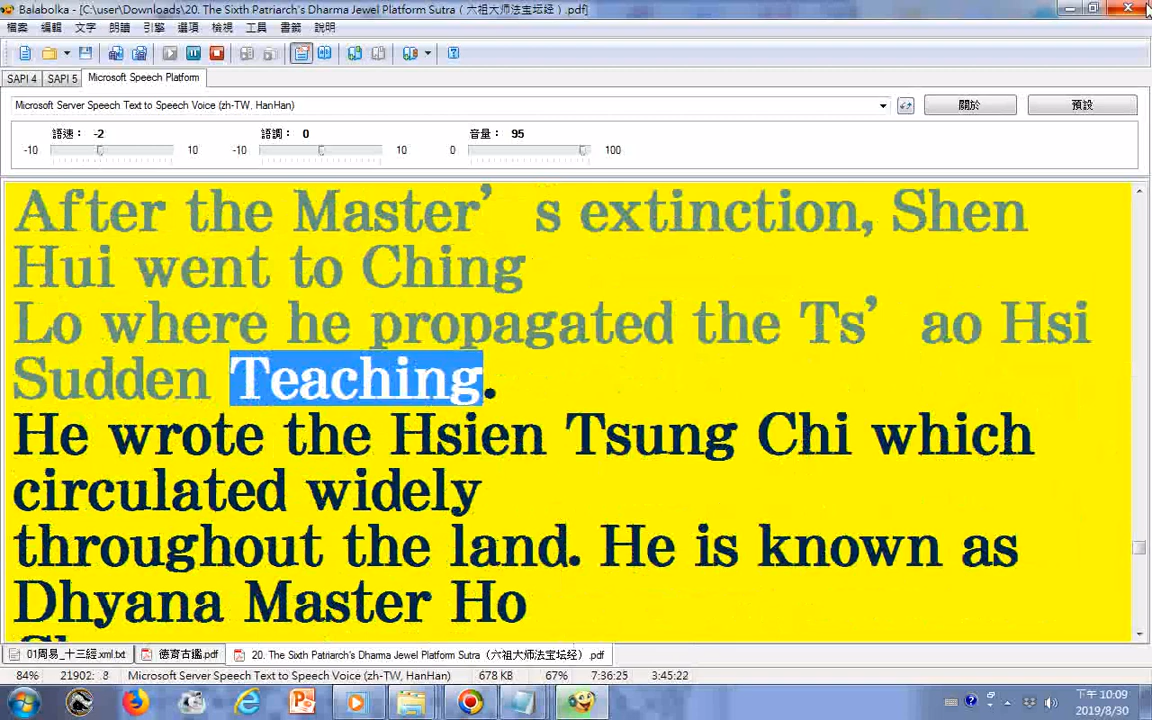 Balabolka - [C:\user\Downloads\20. The Sixth Patriarch's Dharma Jewel Platform Sutra（六祖大师法宝坛经）.pdf]
檔案 編輯 文字 朗讀 引擎 選項 檢視 工具 書籤 說明
SAPI 4 SAPI 5 Microsoft Speech Platform
Microsoft Server Speech Text to Speech Voice (zh-TW, HanHan) 關於 預設
語速： -2 語調： 0 音量： 95
-10 10 -10 10 0 100
After the Master’s extinction, Shen
Hui went to Ching
Lo where he propagated the Ts’ao Hsi
Sudden Teaching.
He wrote the Hsien Tsung Chi which
circulated widely
throughout the land. He is known as
Dhyana Master Ho
01周易_十三經.xml.txt 德育古鑑.pdf 20. The Sixth Patriarch's Dharma Jewel Platform Sutra（六祖大师法宝坛经）.pdf
84% 21902: 8 Microsoft Server Speech Text to Speech Voice (zh-TW, HanHan) 678 KB 67% 7:36:25 3:45:22
下午 10:09
2019/8/30